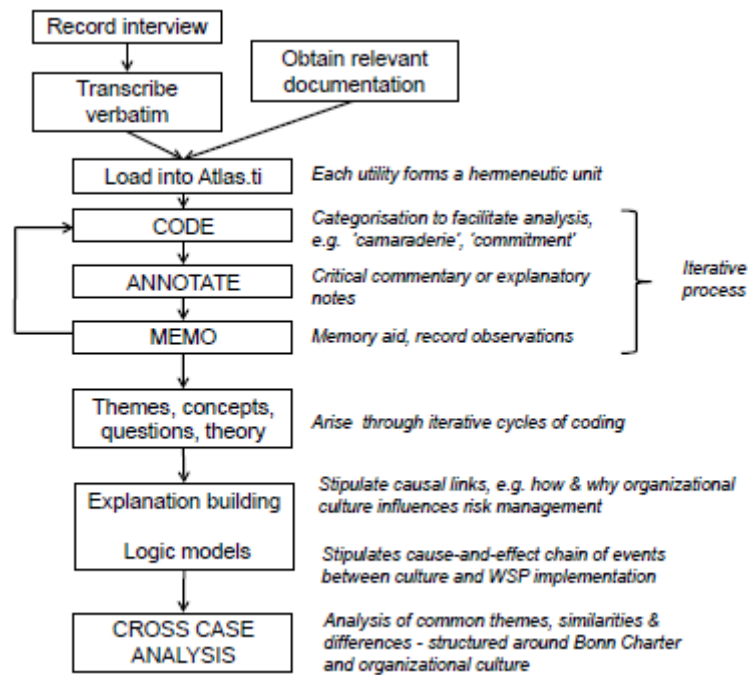 Record interview
Obtain relevant
documentation
Transcribe
verbatim
Load into Atlas.ti
Each utility forms a hermeneutic unit
CODE
Categorisation to facilitate analysis,
e.g. 'camaraderie', 'commitment'
ANNOTATE
Critical commentary or explanatory
notes
Iterative
process
MEMO
Memory aid, record observations
Themes, concepts,
questions, theory
Arise through iterative cycles of coding
Explanation building
Stipulate causal links, e.g. how & why organizational
culture influences risk management
Logic models
Stipulates cause-and-effect chain of events
between culture and WSP implementation
CROSS CASE
ANALYSIS
Analysis of common themes, similarities &
differences - structured around Bonn Charter
and organizational culture